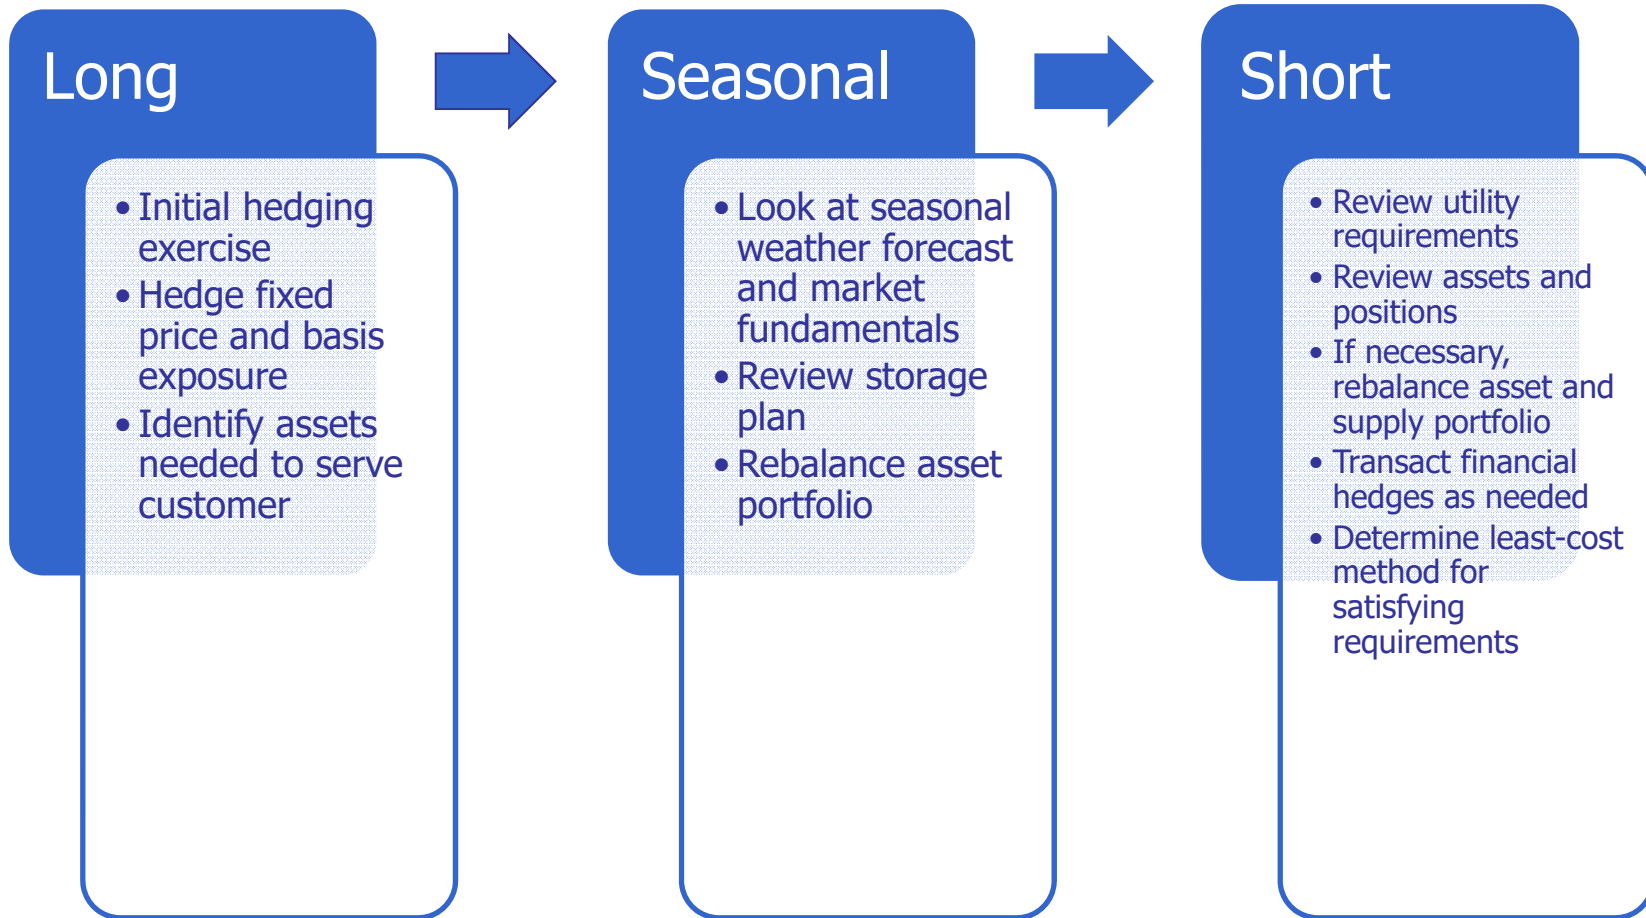 Long
• Initial hedging
exercise
• Hedge fixed
price and basis
exposure
• Identify assets
needed to serve
customer
Seasonal
• Look at seasonal
weather forecast
and market
fundamentals
• Review storage
plan
• Rebalance asset
portfolio
Short
• Review utility
requirements
• Review assets and
positions
• If necessary,
rebalance asset and
supply portfolio
• Transact financial
hedges as needed
• Determine least-cost
method for
satisfying
requirements